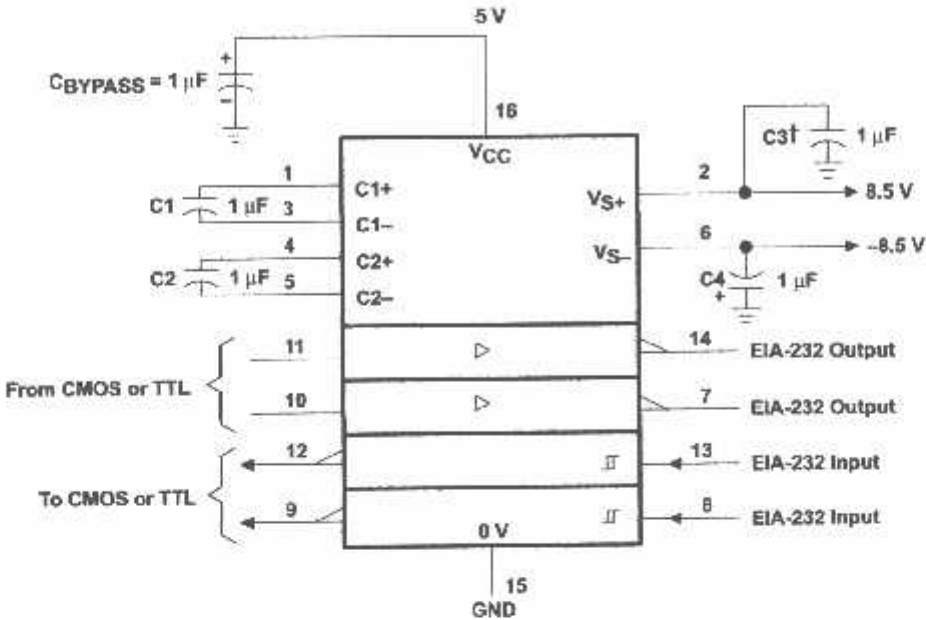 5 V
CBYPASS = 1 µF
+
–
16
VCC
C3† 1 µF
1
C1+
2
VS+
8.5 V
C1 1 µF
3
C1–
6
VS–
–8.5 V
4
C2+
C2 1 µF
5
C2–
C4 1 µF
+
11
14
EIA-232 Output
From CMOS or TTL
10
7
EIA-232 Output
12
13
EIA-232 Input
To CMOS or TTL
9
8
EIA-232 Input
0 V
15
GND